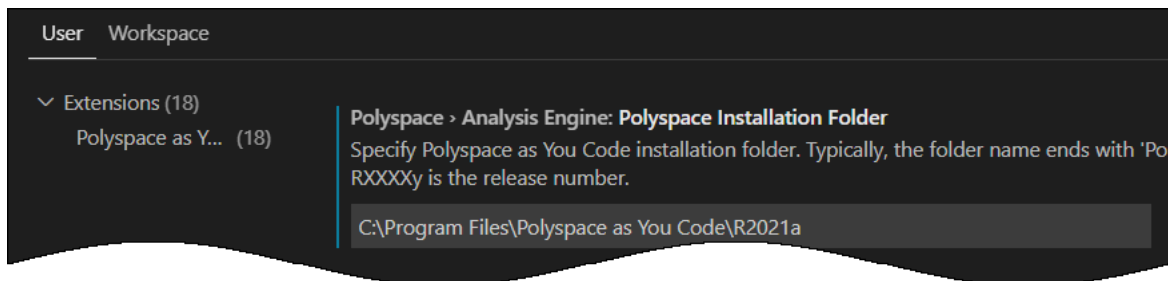 User Workspace
Extensions (18)
Polyspace as Y... (18)
Polyspace › Analysis Engine: Polyspace Installation Folder
Specify Polyspace as You Code installation folder. Typically, the folder name ends with 'Po
RXXXXy is the release number.
C:\Program Files\Polyspace as You Code\R2021a